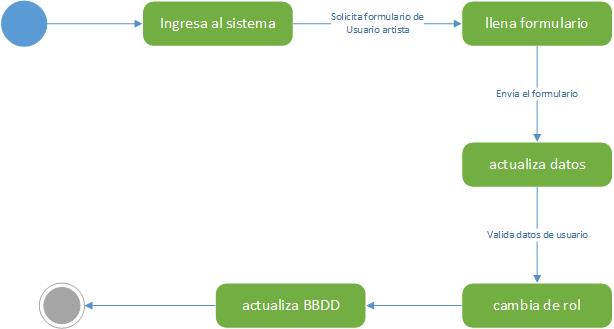 Ingresa al sistema
Solicita formulario de
Usuario artista
llena formulario
Envía el formulario
actualiza datos
Valida datos de usuario
cambia de rol
actualiza BBDD